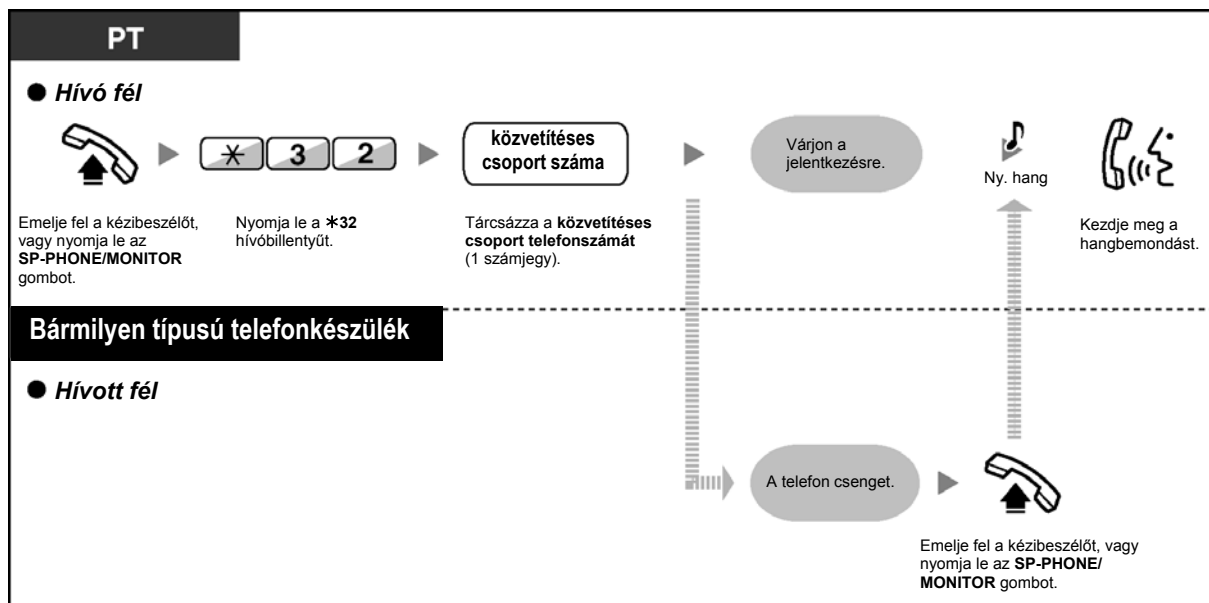 PT
● Hívó fél
✳ 3 2
közvetítéses
csoport száma
Várjon a
jelentkezésre.
Ny. hang
Emelje fel a kézibeszélőt,
vagy nyomja le az
SP-PHONE/MONITOR
gombot.
Nyomja le a ✳32
hívóbillentyűt.
Tárcsázza a közvetítéses
csoport telefonszámát
(1 számjegy).
Kezdje meg a
hangbemondást.
Bármilyen típusú telefonkészülék
● Hívott fél
A telefon csenget.
Emelje fel a kézibeszélőt, vagy
nyomja le az SP-PHONE/
MONITOR gombot.